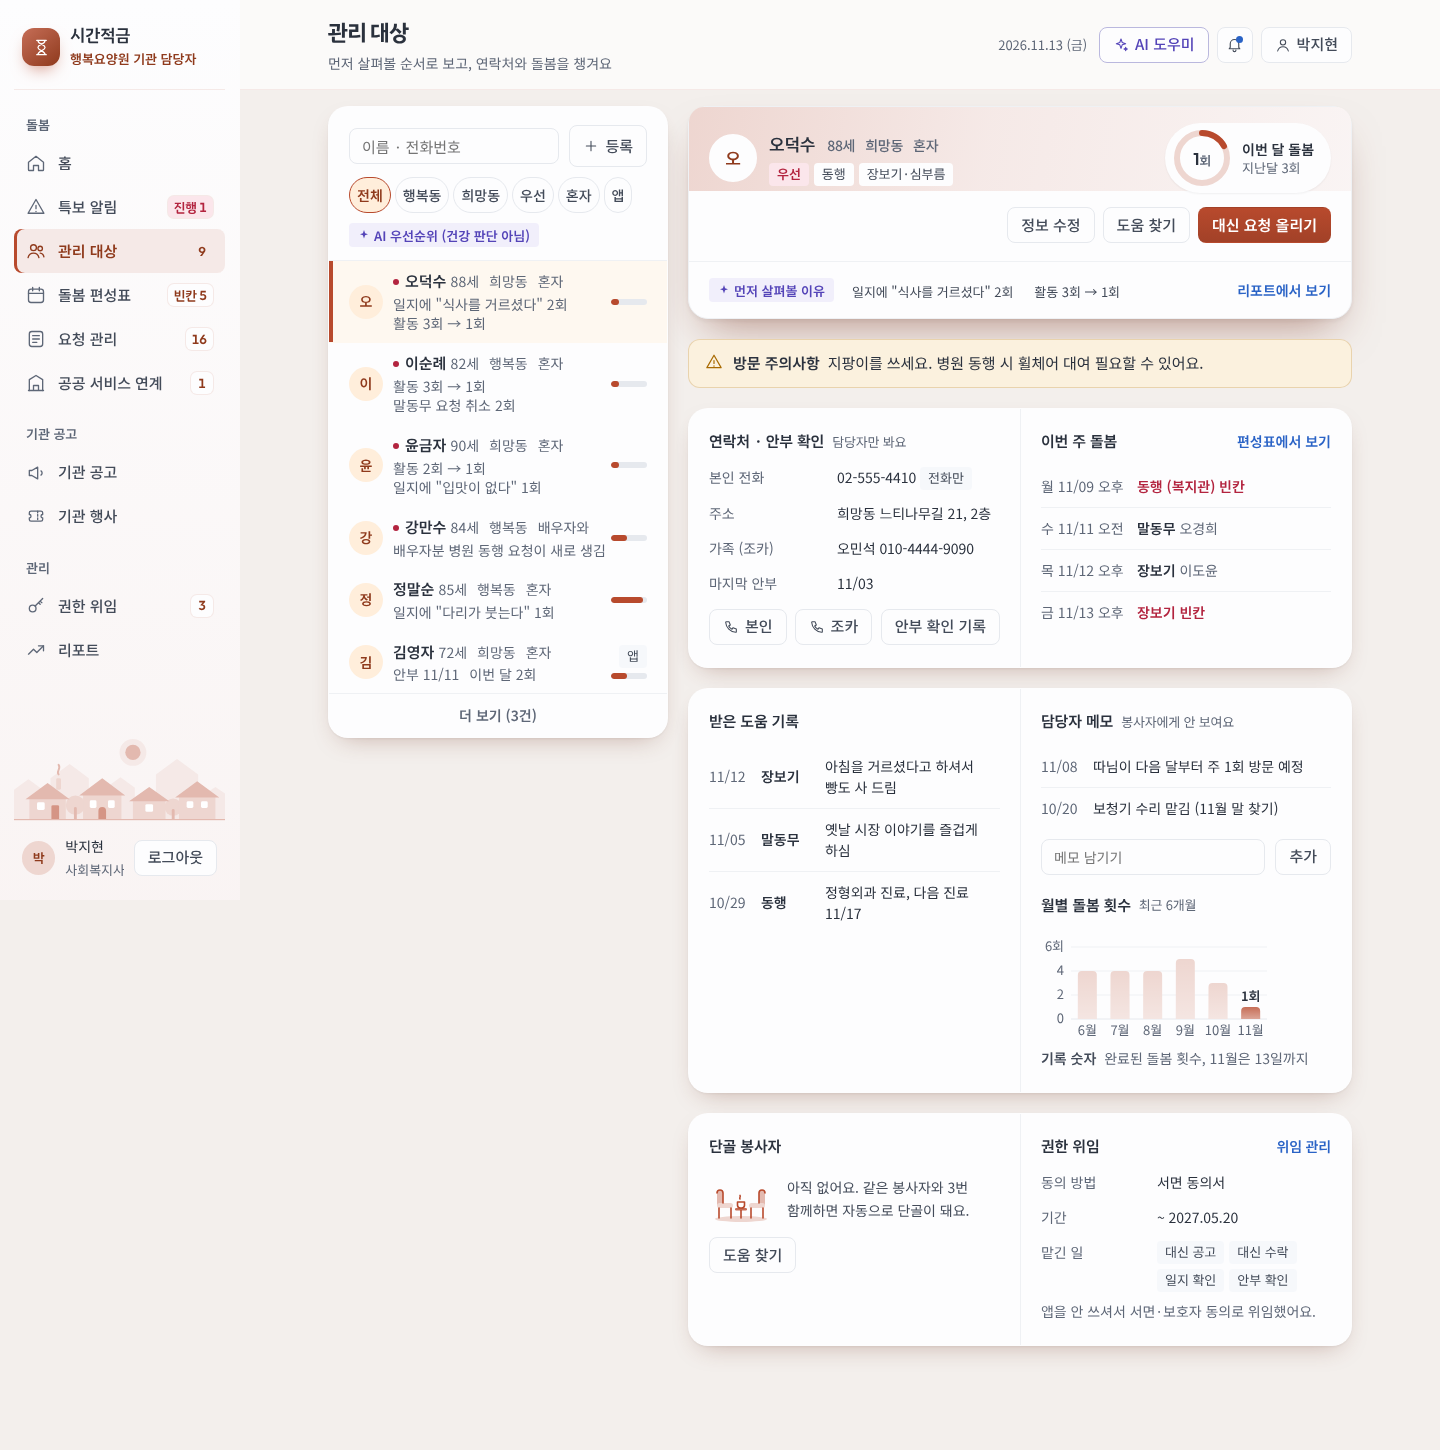 시간적금
행복요양원 기관 담당자
돌봄
홈
특보 알림 진행 1
관리 대상 9
돌봄 편성표 빈칸 5
요청 관리 16
공공 서비스 연계 1
기관 공고
기관 공고
기관 행사
관리
권한 위임 3
리포트
박
박지현
사회복지사
로그아웃
관리 대상
먼저 살펴볼 순서로 보고, 연락처와 돌봄을 챙겨요
2026.11.13 (금)
AI 도우미
박지현
이름 · 전화번호
등록
전체 행복동 희망동 우선 혼자 앱
AI 우선순위 (건강 판단 아님)
오
오덕수 88세 희망동 혼자
일지에 "식사를 거르셨다" 2회
활동 3회 → 1회
이
이순례 82세 행복동 혼자
활동 3회 → 1회
말동무 요청 취소 2회
윤
윤금자 90세 희망동 혼자
활동 2회 → 1회
일지에 "입맛이 없다" 1회
강
강만수 84세 행복동 배우자와
배우자분 병원 동행 요청이 새로 생김
정
정말순 85세 행복동 혼자
일지에 "다리가 붓는다" 1회
김
김영자 72세 희망동 혼자 앱
안부 11/11 이번 달 2회
더 보기 (3건)
오
오덕수 88세 희망동 혼자
우선 동행 장보기·심부름
1회
이번 달 돌봄
지난달 3회
정보 수정
도움 찾기
대신 요청 올리기
먼저 살펴볼 이유 일지에 "식사를 거르셨다" 2회 활동 3회 → 1회 리포트에서 보기
방문 주의사항 지팡이를 쓰세요. 병원 동행 시 휠체어 대여 필요할 수 있어요.
연락처 · 안부 확인 담당자만 봐요
본인 전화 02-555-4410 전화만
주소 희망동 느티나무길 21, 2층
가족 (조카) 오민석 010-4444-9090
마지막 안부 11/03
본인 조카 안부 확인 기록
이번 주 돌봄 편성표에서 보기
월 11/09 오후 동행 (복지관) 빈칸
수 11/11 오전 말동무 오경희
목 11/12 오후 장보기 이도윤
금 11/13 오후 장보기 빈칸
받은 도움 기록
11/12 장보기 아침을 거르셨다고 하셔서
빵도 사 드림
11/05 말동무 옛날 시장 이야기를 즐겁게
하심
10/29 동행 정형외과 진료, 다음 진료
11/17
담당자 메모 봉사자에게 안 보여요
11/08 따님이 다음 달부터 주 1회 방문 예정
10/20 보청기 수리 맡김 (11월 말 찾기)
메모 남기기 추가
월별 돌봄 횟수 최근 6개월
6회
4
2
0
1회
6월 7월 8월 9월 10월 11월
기록 숫자 완료된 돌봄 횟수, 11월은 13일까지
단골 봉사자
아직 없어요. 같은 봉사자와 3번
함께하면 자동으로 단골이 돼요.
도움 찾기
권한 위임 위임 관리
동의 방법 서면 동의서
기간 ~ 2027.05.20
맡긴 일 대신 공고 대신 수락
일지 확인 안부 확인
앱을 안 쓰셔서 서면·보호자 동의로 위임했어요.